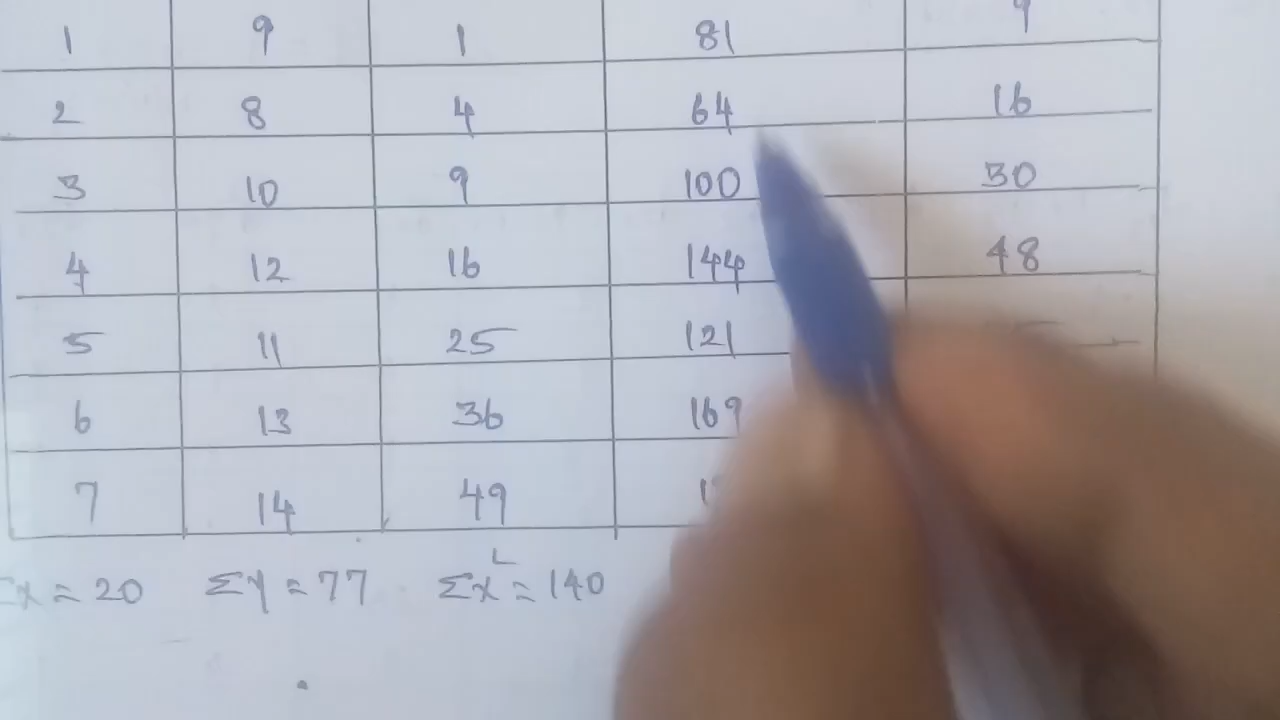 1 9 1 81 9
2 8 4 64 16
3 10 9 100 30
4 12 16 144 48
5 11 25 121
6 13 36 169
7 14 49
Σx = 20 Σy = 77 Σx² = 140